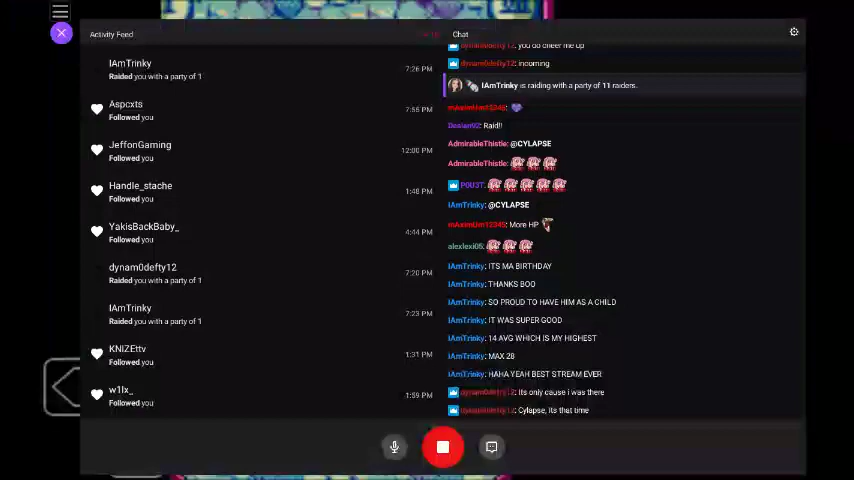 Activity Feed
IAmTrinky
Raided you with a party of 1
7:26 PM
Aspcxts
Followed you
7:55 PM
JeffonGaming
Followed you
12:00 PM
Handle_stache
Followed you
1:48 PM
YakisBackBaby_
Followed you
4:44 PM
dynam0defty12
Raided you with a party of 1
7:20 PM
IAmTrinky
Raided you with a party of 1
7:23 PM
KNIZEttv
Followed you
1:31 PM
w1lx_
Followed you
1:59 PM
Chat
dynam0defty12: you do cheer me up
dynam0defty12: incoming
IAmTrinky is raiding with a party of 11 raiders.
mAximUm12345:
Desian92: Raid!!
AdmirableThistle: @CYLAPSE
AdmirableThistle:
P0U3T:
IAmTrinky: @CYLAPSE
mAximUm12345: More HP
alexlexi05:
IAmTrinky: ITS MA BIRTHDAY
IAmTrinky: THANKS BOO
IAmTrinky: SO PROUD TO HAVE HIM AS A CHILD
IAmTrinky: IT WAS SUPER GOOD
IAmTrinky: 14 AVG WHICH IS MY HIGHEST
IAmTrinky: MAX 28
IAmTrinky: HAHA YEAH BEST STREAM EVER
dynam0defty12: Its only cause i was there
dynam0defty12: Cylapse, its that time